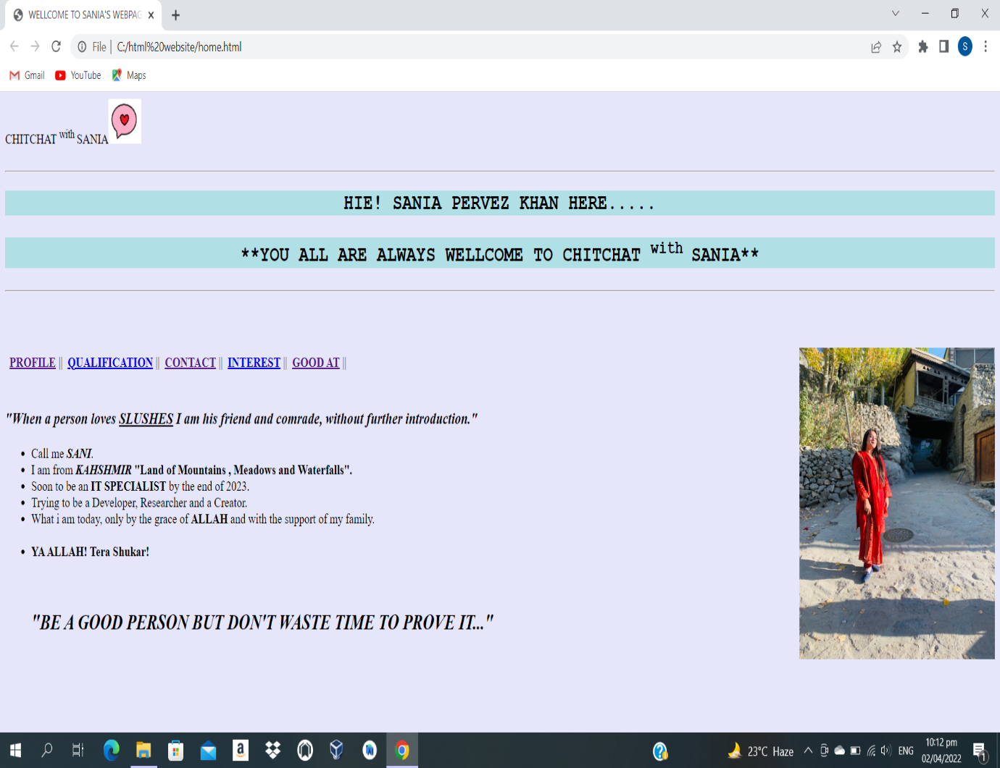 WELLCOME TO SANIA'S WEBPAG
File | C:/html%20website/home.html
S
Gmail YouTube Maps
CHITCHAT with SANIA
HIE! SANIA PERVEZ KHAN HERE.....
**YOU ALL ARE ALWAYS WELLCOME TO CHITCHAT with SANIA**
PROFILE || QUALIFICATION || CONTACT || INTEREST || GOOD AT ||
"When a person loves SLUSHES I am his friend and comrade, without further introduction."
• Call me SANI.
• I am from KAHSHMIR "Land of Mountains , Meadows and Waterfalls".
• Soon to be an IT SPECIALIST by the end of 2023.
• Trying to be a Developer, Researcher and a Creator.
• What i am today, only by the grace of ALLAH and with the support of my family.
• YA ALLAH! Tera Shukar!
"BE A GOOD PERSON BUT DON'T WASTE TIME TO PROVE IT..."
a
23°C Haze
ENG
10:12 pm
02/04/2022
1